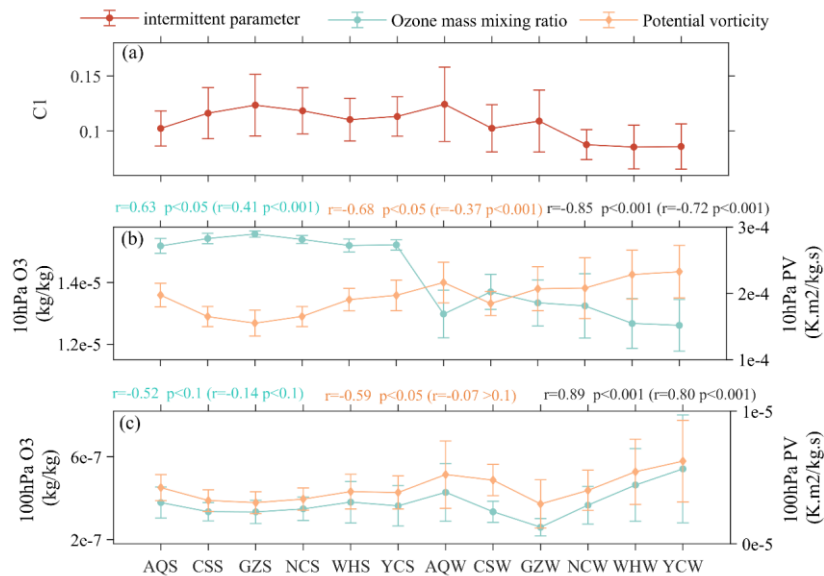 intermittent parameter Ozone mass mixing ratio Potential vorticity
(a)
0.15
0.1
C1
r=0.63 p<0.05 (r=0.41 p<0.001) r=-0.68 p<0.05 (r=-0.37 p<0.001) r=-0.85 p<0.001 (r=-0.72 p<0.001)
(b)
10hPa O3
(kg/kg)
1.4e-5
1.2e-5
3e-4
2e-4
1e-4
10hPa PV
(K.m2/kg.s)
r=-0.52 p<0.1 (r=-0.14 p<0.1) r=-0.59 p<0.05 (r=-0.07 >0.1) r=0.89 p<0.001 (r=0.80 p<0.001)
(c)
100hPa O3
(kg/kg)
6e-7
2e-7
1e-5
0e-5
100hPa PV
(K.m2/kg.s)
AQS CSS GZS NCS WHS YCS AQW CSW GZW NCW WHW YCW